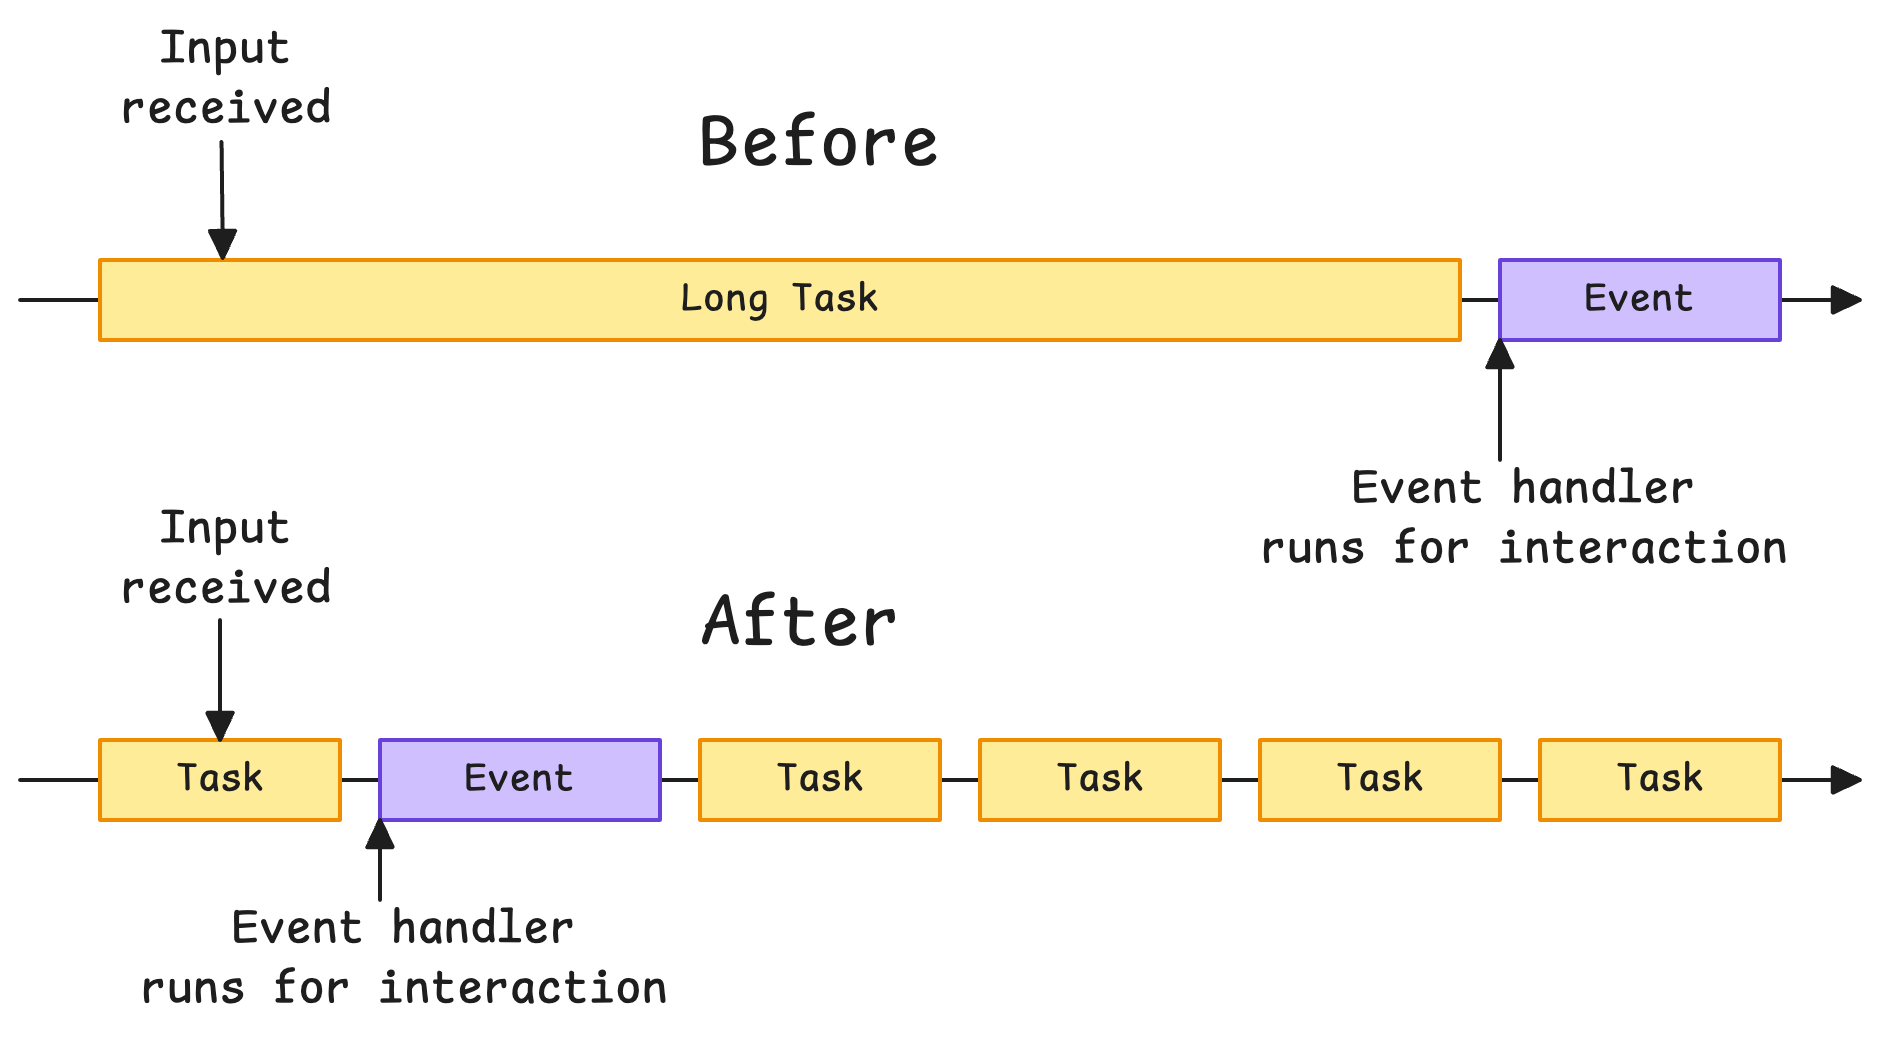 Input
received
Before
Long Task
Event
Event handler
runs for interaction
Input
received
After
Task
Event
Task
Task
Task
Task
Event handler
runs for interaction